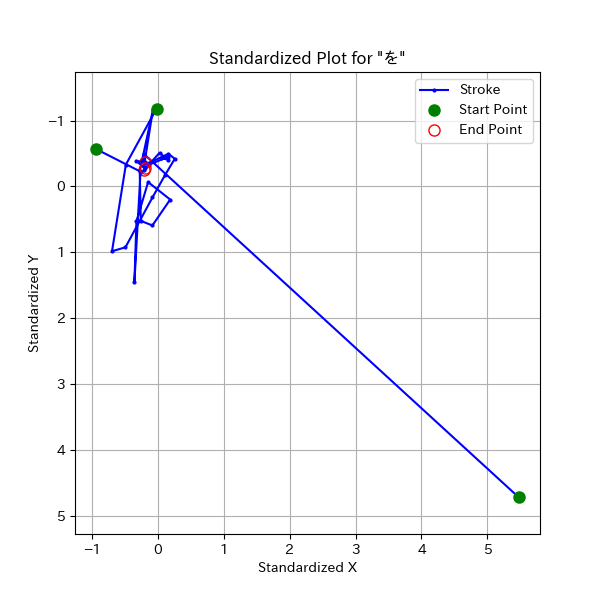 Standardized Plot for "を"
Stroke
Start Point
End Point
−1
0
1
2
3
4
5
Standardized Y
−1
0
1
2
3
4
5
Standardized X